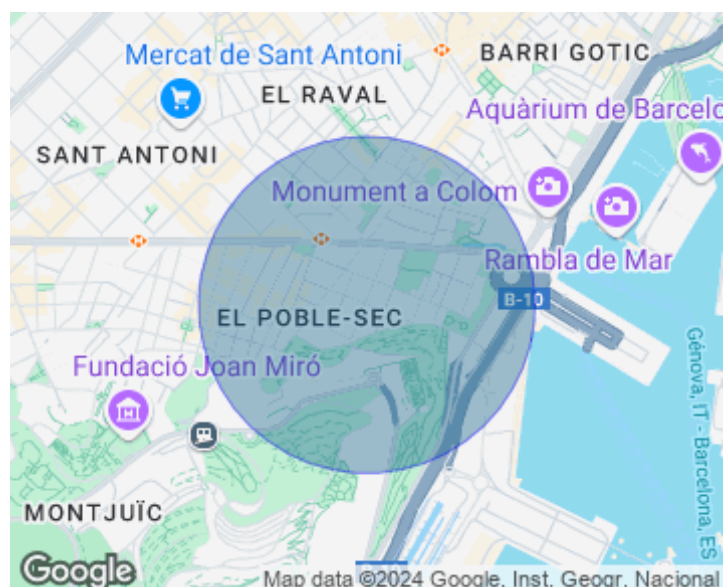 BARRI GOTIC
Mercat de Sant Antoni
EL RAVAL
Aquàrium de Barcelo
SANT ANTONI
Monument a Colom
Rambla de Mar
B-10
EL POBLE-SEC
Fundació Joan Miró
Génova, IT - Barcelona, ES
MONTJUÏC
Google
Map data ©2024 Google, Inst. Geogr. Nacional